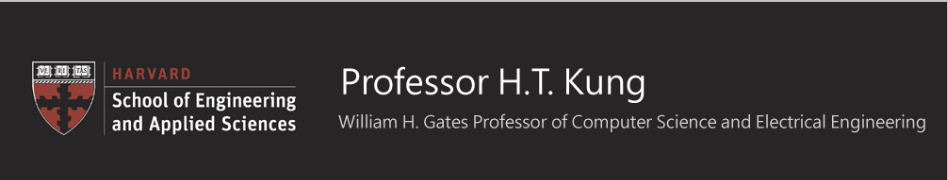 VE RI TAS
HARVARD
School of Engineering
and Applied Sciences
Professor H.T. Kung
William H. Gates Professor of Computer Science and Electrical Engineering